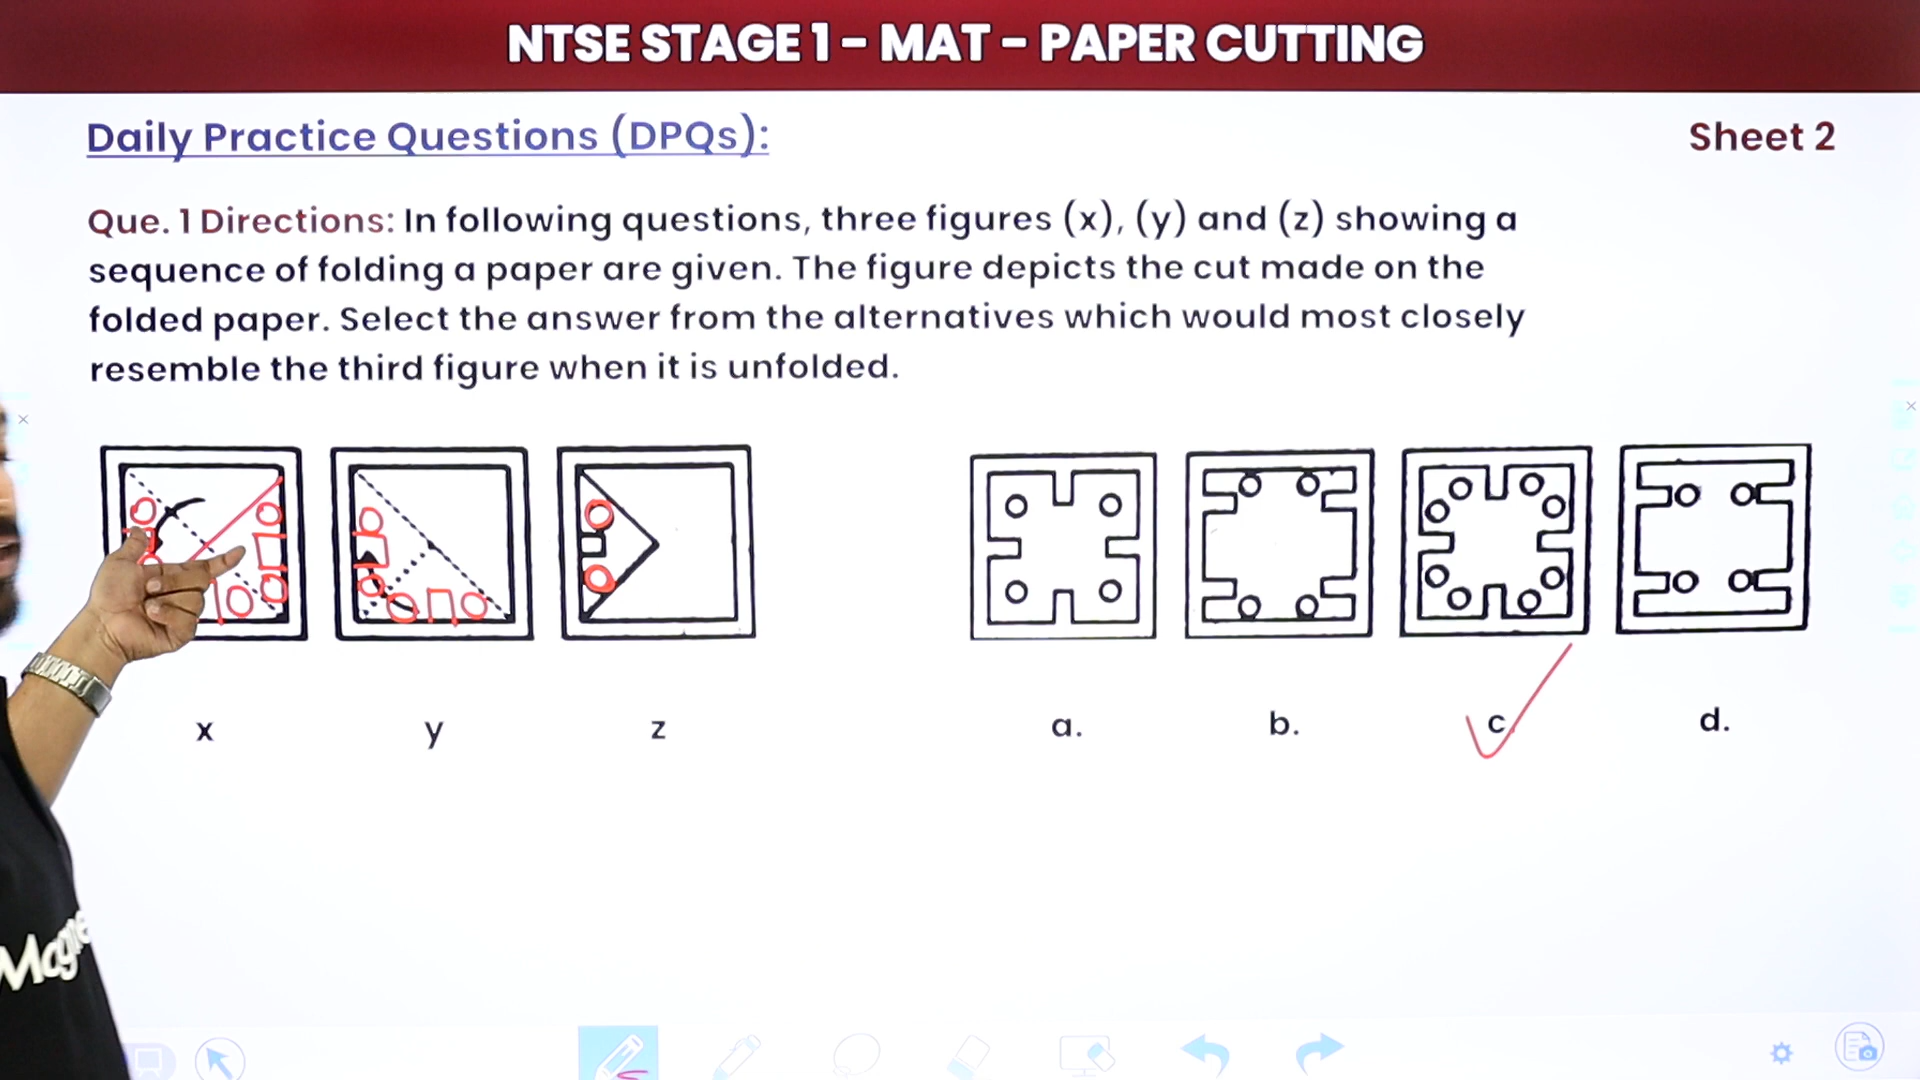 NTSE STAGE 1 – MAT – PAPER CUTTING
Daily Practice Questions (DPQs):
Sheet 2
Que. 1 Directions: In following questions, three figures (x), (y) and (z) showing a
sequence of folding a paper are given. The figure depicts the cut made on the
folded paper. Select the answer from the alternatives which would most closely
resemble the third figure when it is unfolded.
x y z a. b. c d.